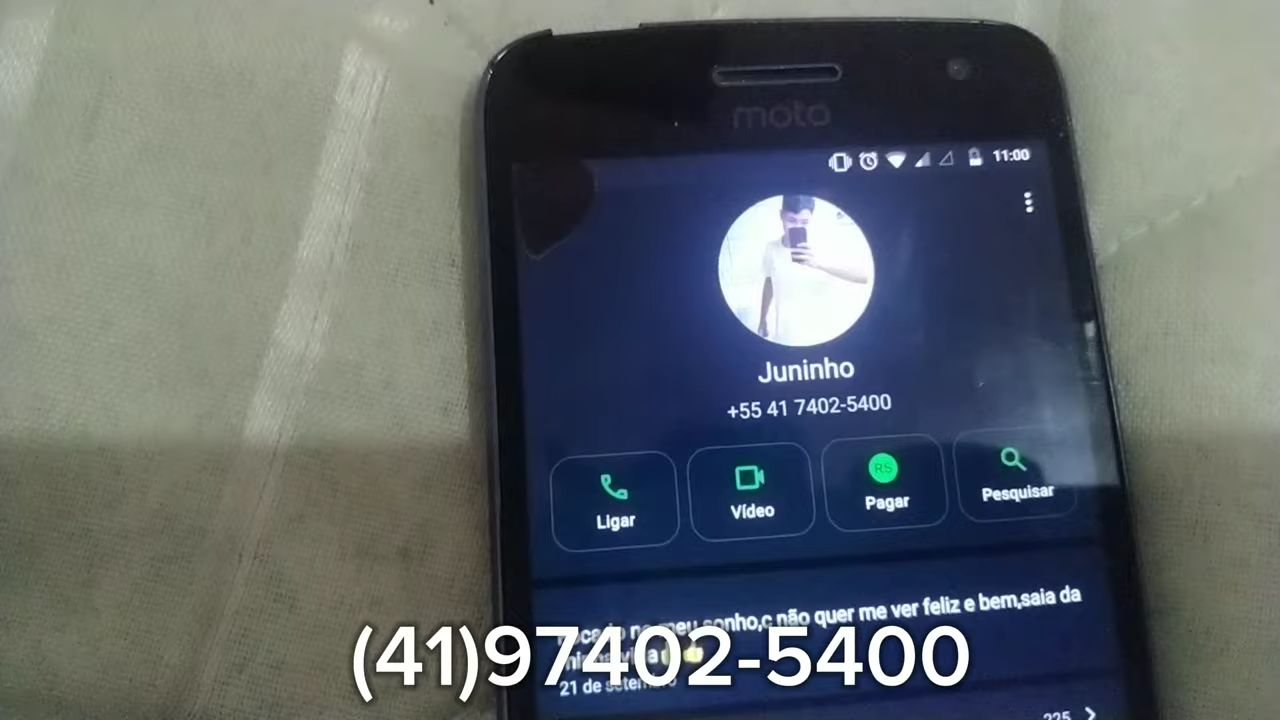 moto
11:00
Juninho
+55 41 7402-5400
Ligar
Vídeo
R$
Pagar
Pesquisar
no meu sonho,c não quer me ver feliz e bem,saia da
(41)97402-5400
21 de setembro
225